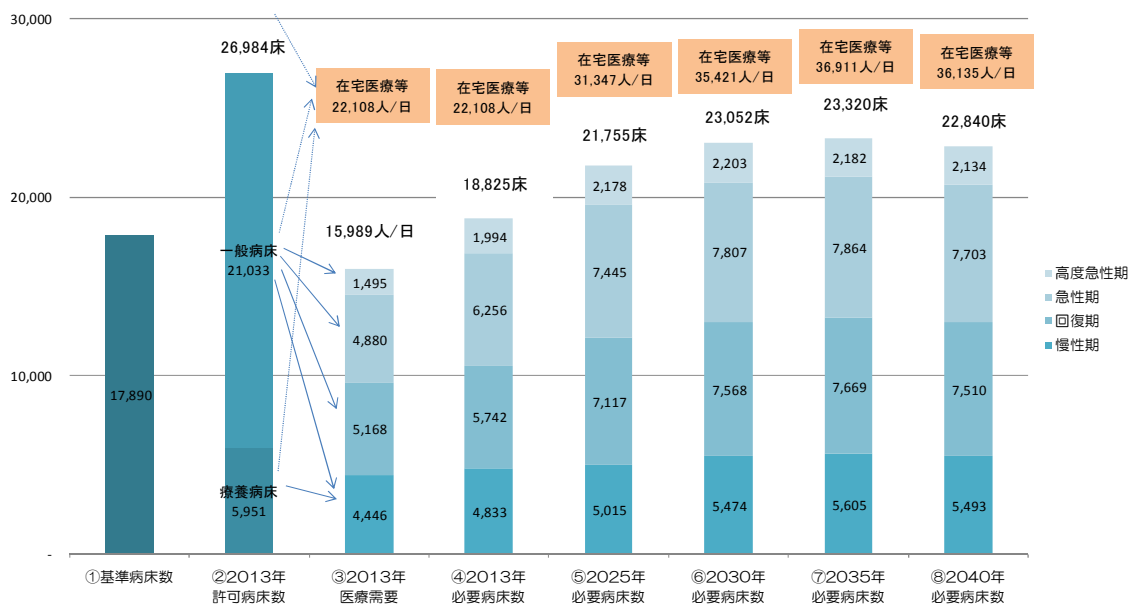 30,000
20,000
10,000
-
17,890
26,984床
一般病床
21,033
療養病床
5,951
在宅医療等
22,108人/日
15,989人/日
1,495
4,880
5,168
4,446
在宅医療等
22,108人/日
18,825床
1,994
6,256
5,742
4,833
在宅医療等
31,347人/日
21,755床
2,178
7,445
7,117
5,015
在宅医療等
35,421人/日
23,052床
2,203
7,807
7,568
5,474
在宅医療等
36,911人/日
23,320床
2,182
7,864
7,669
5,605
在宅医療等
36,135人/日
22,840床
2,134
7,703
7,510
5,493
高度急性期
急性期
回復期
慢性期
①基準病床数
②2013年
許可病床数
③2013年
医療需要
④2013年
必要病床数
⑤2025年
必要病床数
⑥2030年
必要病床数
⑦2035年
必要病床数
⑧2040年
必要病床数